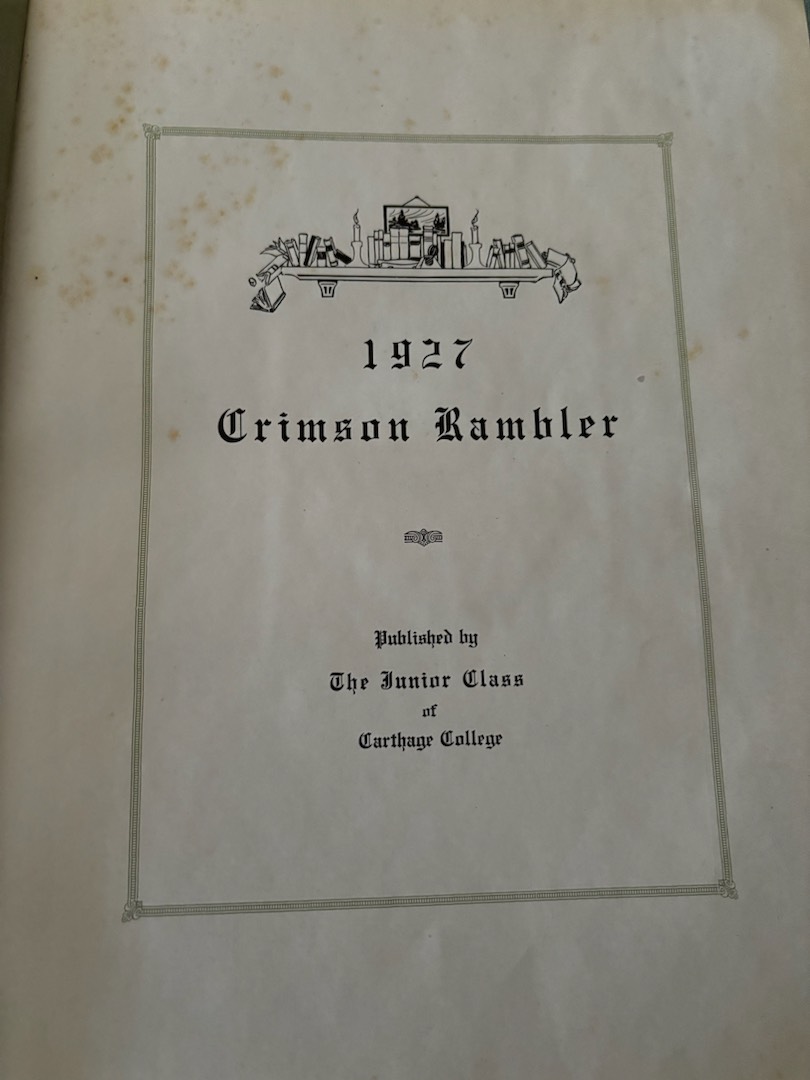 1927
Crimson Rambler
Published by
The Junior Class
of
Carthage College